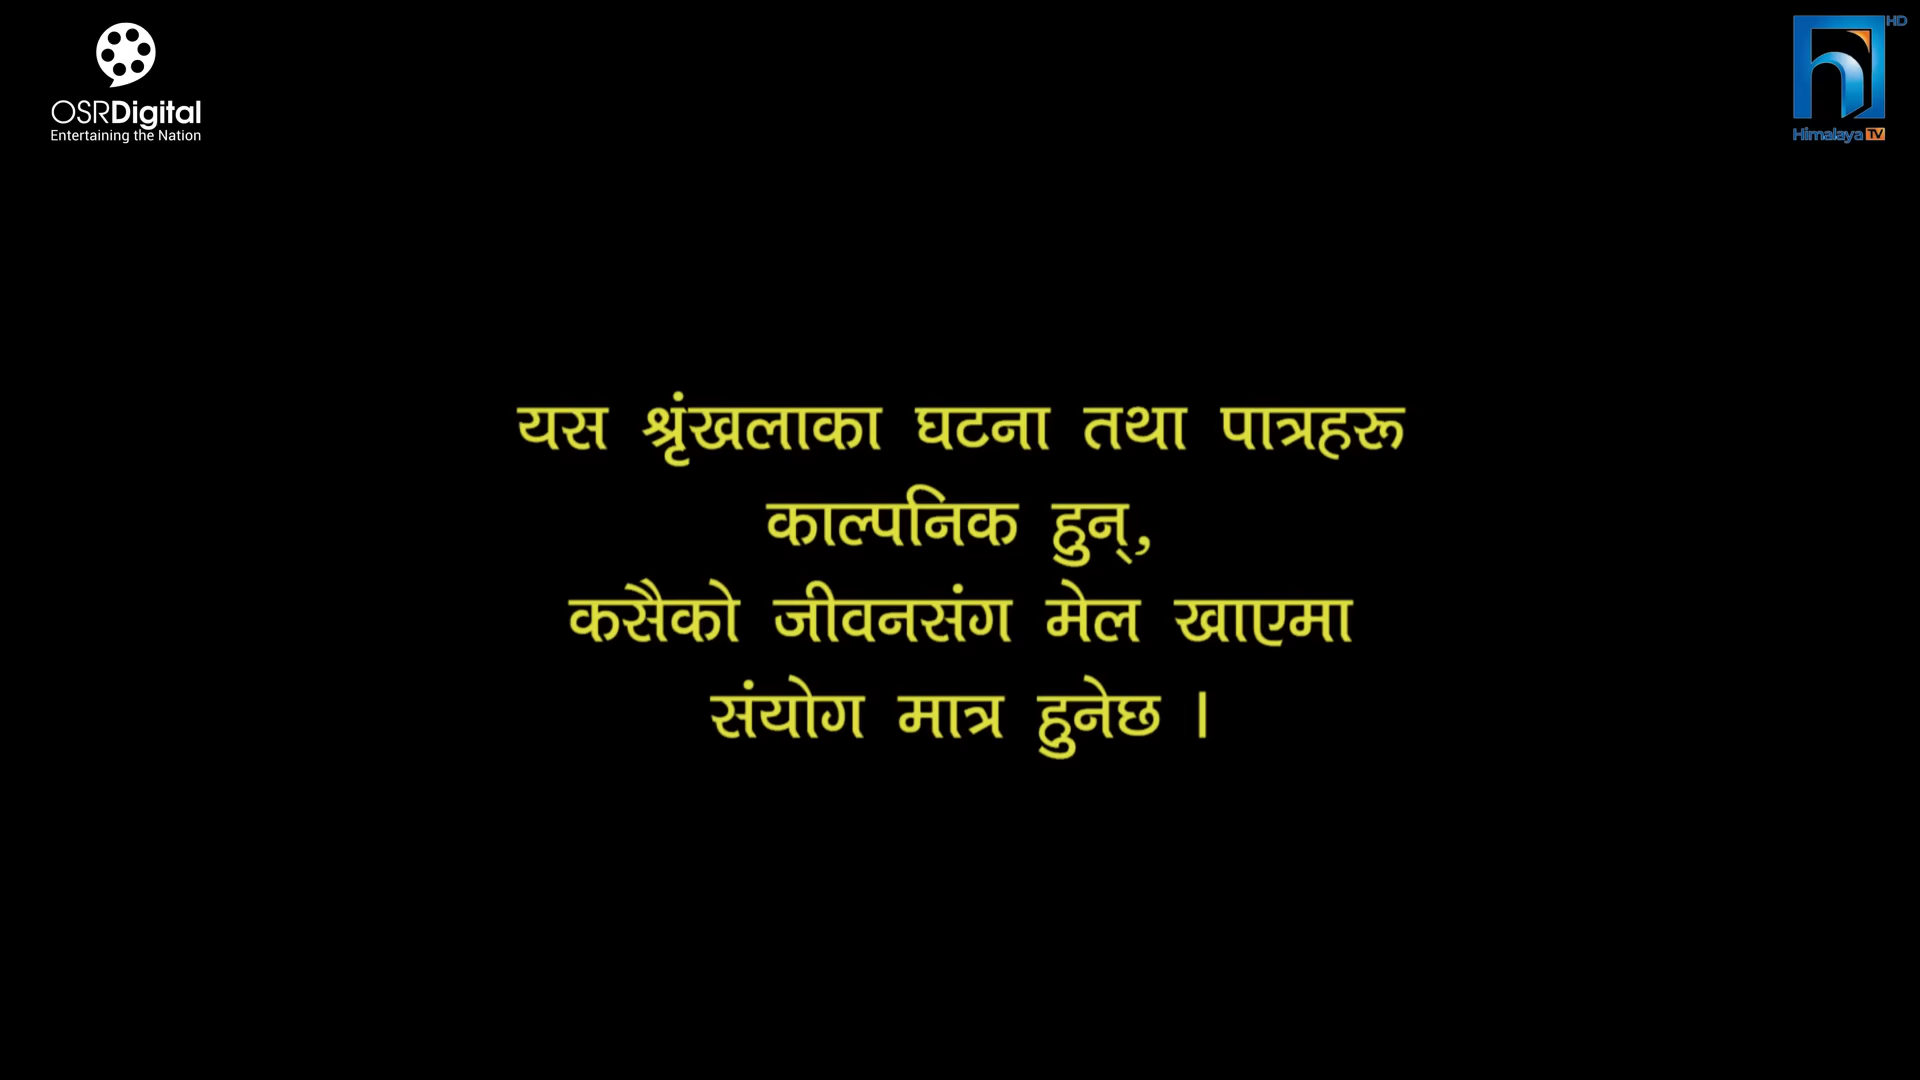 OSRDigital
Entertaining the Nation
HD
Himalaya TV
यस श्रृंखलाका घटना तथा पात्रहरू
काल्पनिक हुन्,
कसैको जीवनसंग मेल खाएमा
संयोग मात्र हुनेछ ।